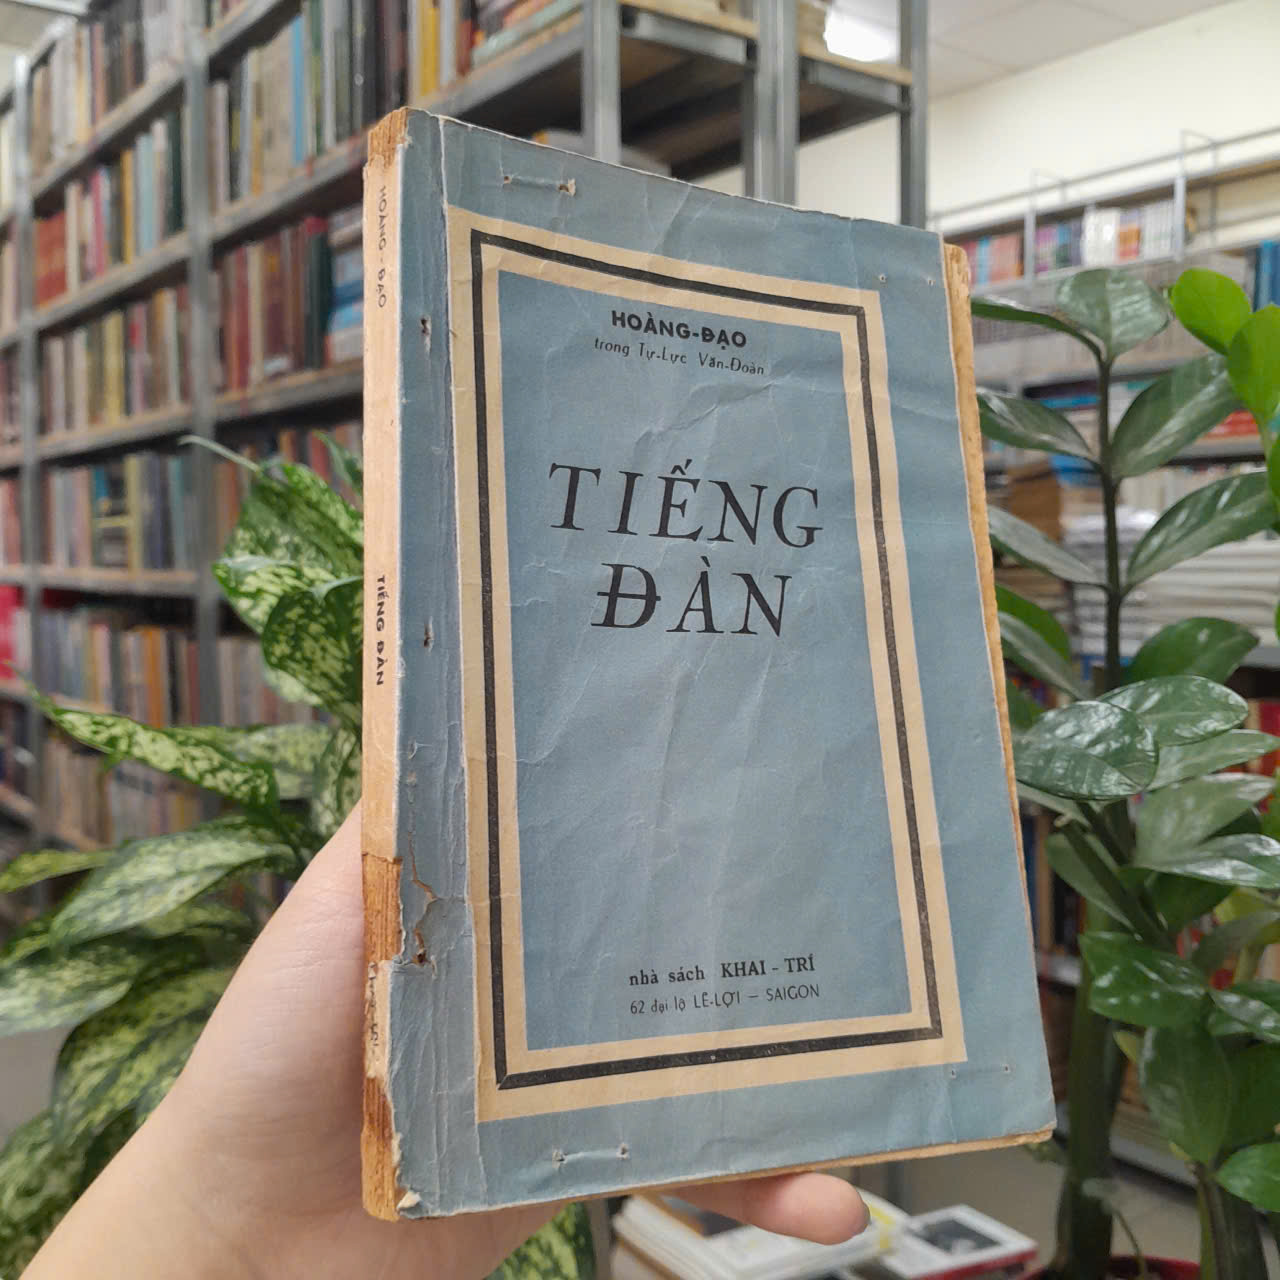 HOÀNG-ĐẠO
trong Tự-Lực Văn-Đoàn
TIẾNG
ĐÀN
nhà sách KHAI-TRÍ
62 đại lộ LÊ-LỢI – SAIGON
HOÀNG-ĐẠO
TIẾNG ĐÀN